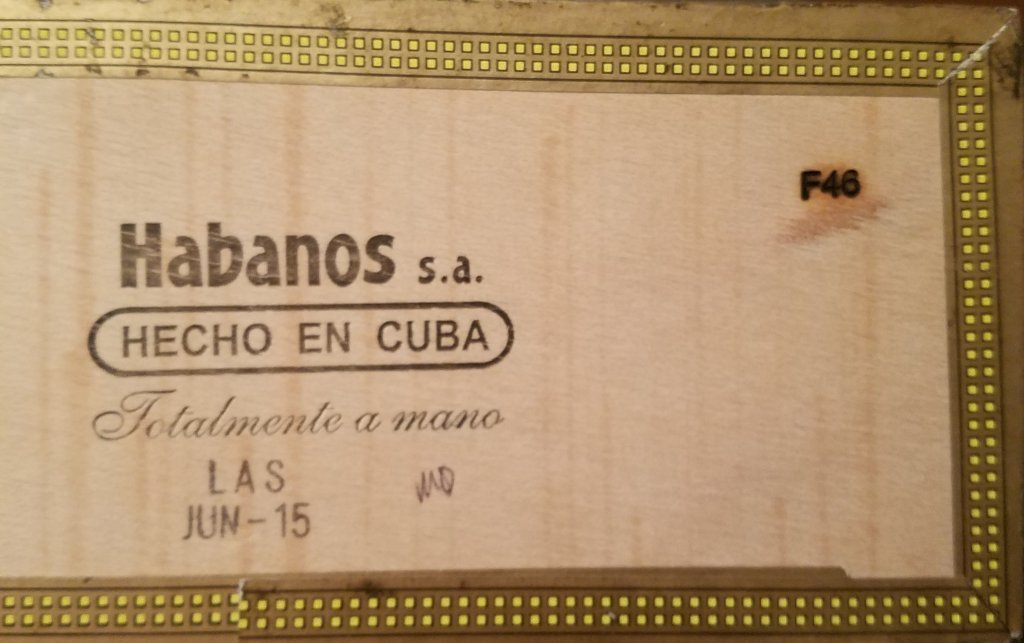 F46
Habanos s.a.
HECHO EN CUBA
Totalmente a mano
LAS
JUN-15